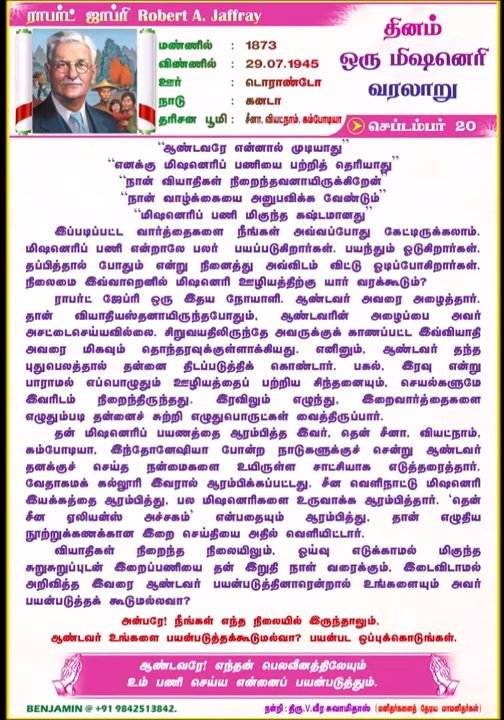 ராபர்ட் ஜாப்ரி Robert A. Jaffray
மண்ணில் : 1873
விண்ணில் : 29.07.1945
ஊர் : டொராண்டோ
நாடு : கனடா
தரிசன பூமி : சீனா, வியட்நாம், கம்போடியா
தினம்
ஒரு மிஷனெரி
வரலாறு
செப்டம்பர் 20
“ஆண்டவரே என்னால் முடியாது”
“எனக்கு மிஷனெரிப் பணியை பற்றித் தெரியாது”
“நான் வியாதிகள் நிறைந்தவனாயிருக்கிறேன்”
“நான் வாழ்க்கையை அனுபவிக்க வேண்டும்”
“மிஷனெரிப் பணி மிகுந்த கஷ்டமானது”
இப்படிப்பட்ட வார்த்தைகளை நீங்கள் அவ்வப்போது கேட்டிருக்கலாம்.
மிஷனெரிப் பணி என்றாலே பலர் பயப்படுகிறார்கள். பயந்தும் ஓடுகிறார்கள்.
தப்பித்தால் போதும் என்று நினைத்து அவ்விடம் விட்டு ஓடிப்போகிறார்கள்.
நிலைமை இவ்வாறெனில் மிஷனெரி ஊழியத்திற்கு யார் வரக்கூடும்?
ராபர்ட் ஜேப்ரி ஒரு இதய நோயாளி. ஆண்டவர் அவரை அழைத்தார்.
தான் வியாதியஸ்தனாயிருந்தபோதும், ஆண்டவரின் அழைப்பை அவர்
அசட்டைசெய்யவில்லை. சிறுவயதிலிருந்தே அவருக்குக் காணப்பட்ட இவ்வியாதி
அவரை மிகவும் தொந்தரவுக்குள்ளாக்கியது. எனினும், ஆண்டவர் தந்த
புதுபெலத்தால் தன்னை திடப்படுத்திக் கொண்டார். பகல், இரவு என்று
பாராமல் எப்பொழுதும் ஊழியத்தைப் பற்றிய சிந்தனையும், செயல்களுமே
இவரிடம் நிறைந்திருந்தது. இரவிலும் எழுந்து, இறைவார்த்தைகளை
எழுதும்படி தன்னைச் சுற்றி எழுதுபொருட்கள் வைத்திருப்பார்.
தன் மிஷனெரிப் பயணத்தை ஆரம்பித்த இவர், தென் சீனா, வியட்நாம்,
கம்போடியா, இந்தோனேஷியா போன்ற நாடுகளுக்குச் சென்று ஆண்டவர்
தனக்குச் செய்த நன்மைகளை உயிருள்ள சாட்சியாக எடுத்தரைத்தார்.
வேதாகமக் கல்லூரி இவரால் ஆரம்பிக்கப்பட்டது. சீன வெளிநாட்டு மிஷனெரி
இயக்கத்தை ஆரம்பித்து, பல மிஷனெரிகளை உருவாக்க ஆரம்பித்தார். ‘தென்
சீன ஏலியன்ஸ் அச்சகம்’ என்பதையும் ஆரம்பித்து, தான் எழுதிய
நூற்றுக்கணக்கான இறை செய்தியை அதில் வெளியிட்டார்.
வியாதிகள் நிறைந்த நிலையிலும், ஓய்வு எடுக்காமல் மிகுந்த
சுறுசுறுப்புடன் இறைப்பணியை தன் இறுதி நாள் வரைக்கும், இடைவிடாமல்
அறிவித்த இவரை ஆண்டவர் பயன்படுத்தினாரென்றால் உங்களையும் அவர்
பயன்படுத்தக் கூடுமல்லவா?
அன்பரே! நீங்கள் எந்த நிலையில் இருந்தாலும்,
ஆண்டவர் உங்களை பயன்படுத்தக்கூடுமல்லவா? பயன்பட ஒப்புக்கொடுங்கள்.
ஆண்டவரே! எந்தன் பெலவீனத்திலேயும்
உம் பணி செய்ய என்னைப் பயன்படுத்தும்.
BENJAMIN @ +91 9842513842.
நன்றி : திரு.V.வீர சுவாமிதாஸ் (மனிதர்களைத் தேடிய மாமனிதர்கள்)